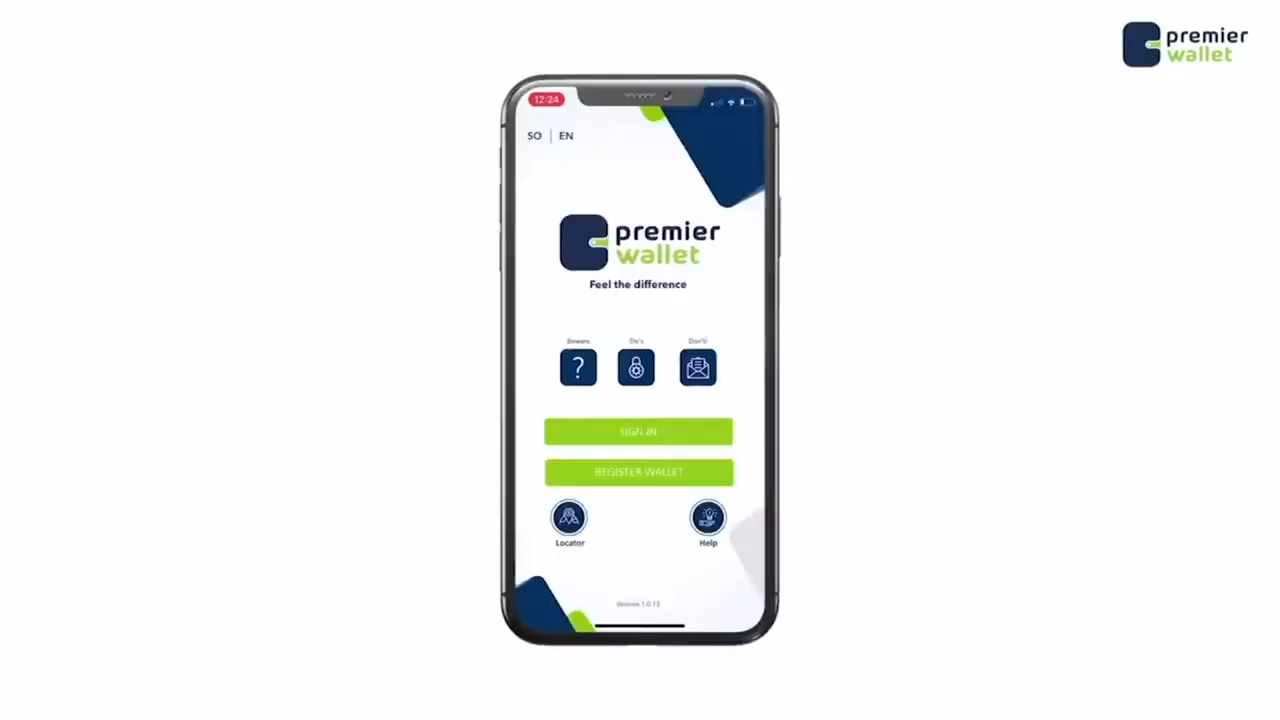 premier
wallet
12:24
SO | EN
premier
wallet
Feel the difference
Beware
Do's
Don't!
SIGN IN
REGISTER WALLET
Locator
Help
Version 1.0.13